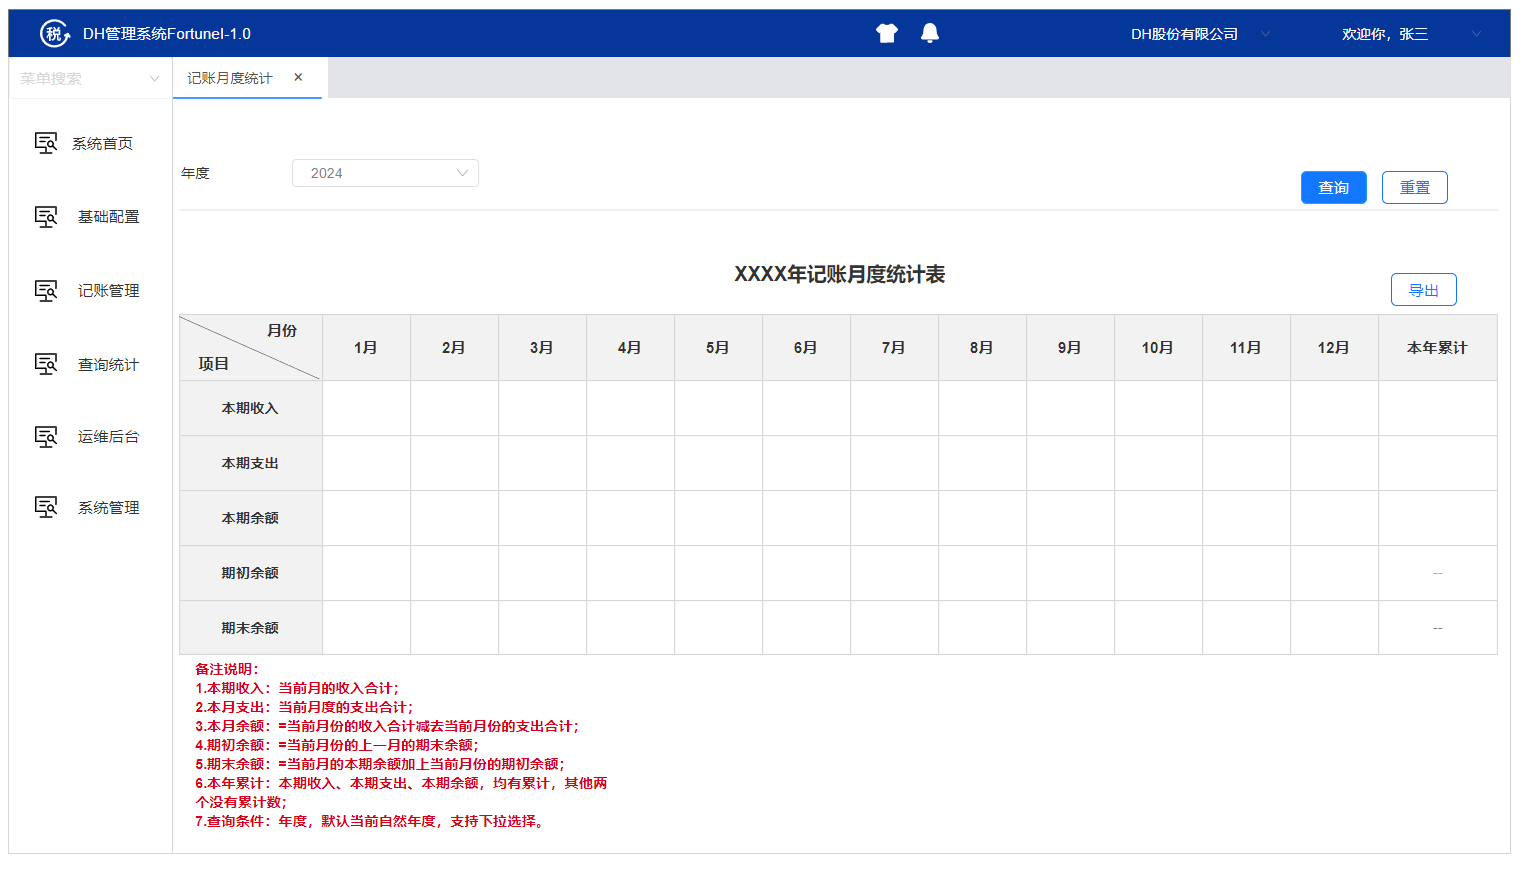 税 DH管理系统Fortunel-1.0 DH股份有限公司 欢迎你，张三
菜单搜索 记账月度统计 ×
系统首页
基础配置
记账管理
查询统计
运维后台
系统管理
年度 2024
查询 重置
XXXX年记账月度统计表
导出
月份
项目 1月 2月 3月 4月 5月 6月 7月 8月 9月 10月 11月 12月 本年累计
本期收入
本期支出
本期余额
期初余额 --
期末余额 --
备注说明：
1.本期收入：当前月的收入合计；
2.本月支出：当前月度的支出合计；
3.本月余额：=当前月份的收入合计减去当前月份的支出合计；
4.期初余额：=当前月份的上一月的期末余额；
5.期末余额：=当前月的本期余额加上当前月份的期初余额；
6.本年累计：本期收入、本期支出、本期余额，均有累计，其他两
个没有累计数；
7.查询条件：年度，默认当前自然年度，支持下拉选择。